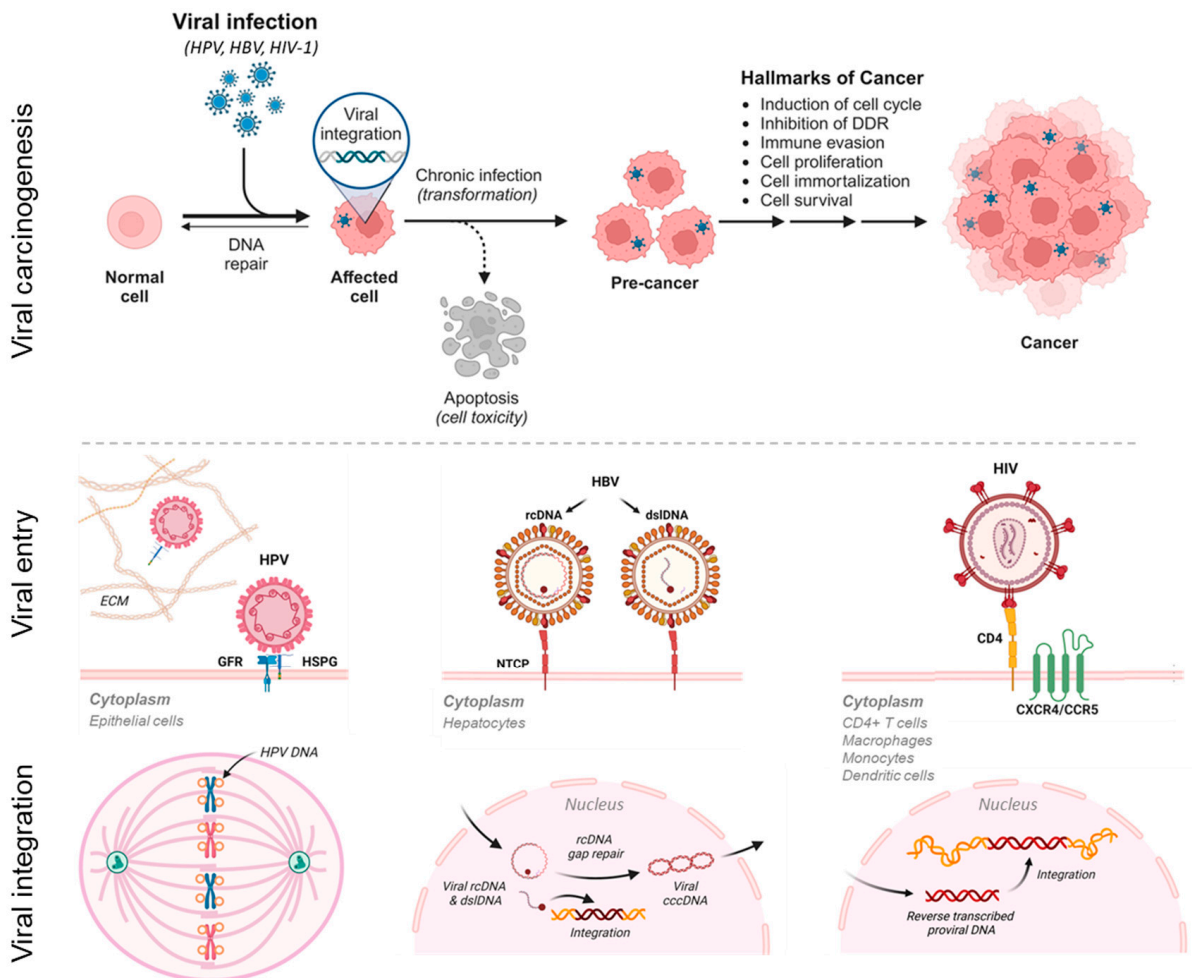 Viral carcinogenesis
Viral infection
(HPV, HBV, HIV-1)
Viral
integration
Normal
cell
DNA
repair
Affected
cell
Chronic infection
(transformation)
Apoptosis
(cell toxicity)
Pre-cancer
Hallmarks of Cancer
• Induction of cell cycle
• Inhibition of DDR
• Immune evasion
• Cell proliferation
• Cell immortalization
• Cell survival
Cancer
Viral entry
ECM
HPV
GFR
HSPG
Cytoplasm
Epithelial cells
HBV
rcDNA
dslDNA
NTCP
Cytoplasm
Hepatocytes
HIV
CD4
CXCR4/CCR5
Cytoplasm
CD4+ T cells
Macrophages
Monocytes
Dendritic cells
Viral integration
HPV DNA
Nucleus
rcDNA
gap repair
Viral rcDNA
& dslDNA
Viral
cccDNA
Integration
Nucleus
Integration
Reverse transcribed
proviral DNA